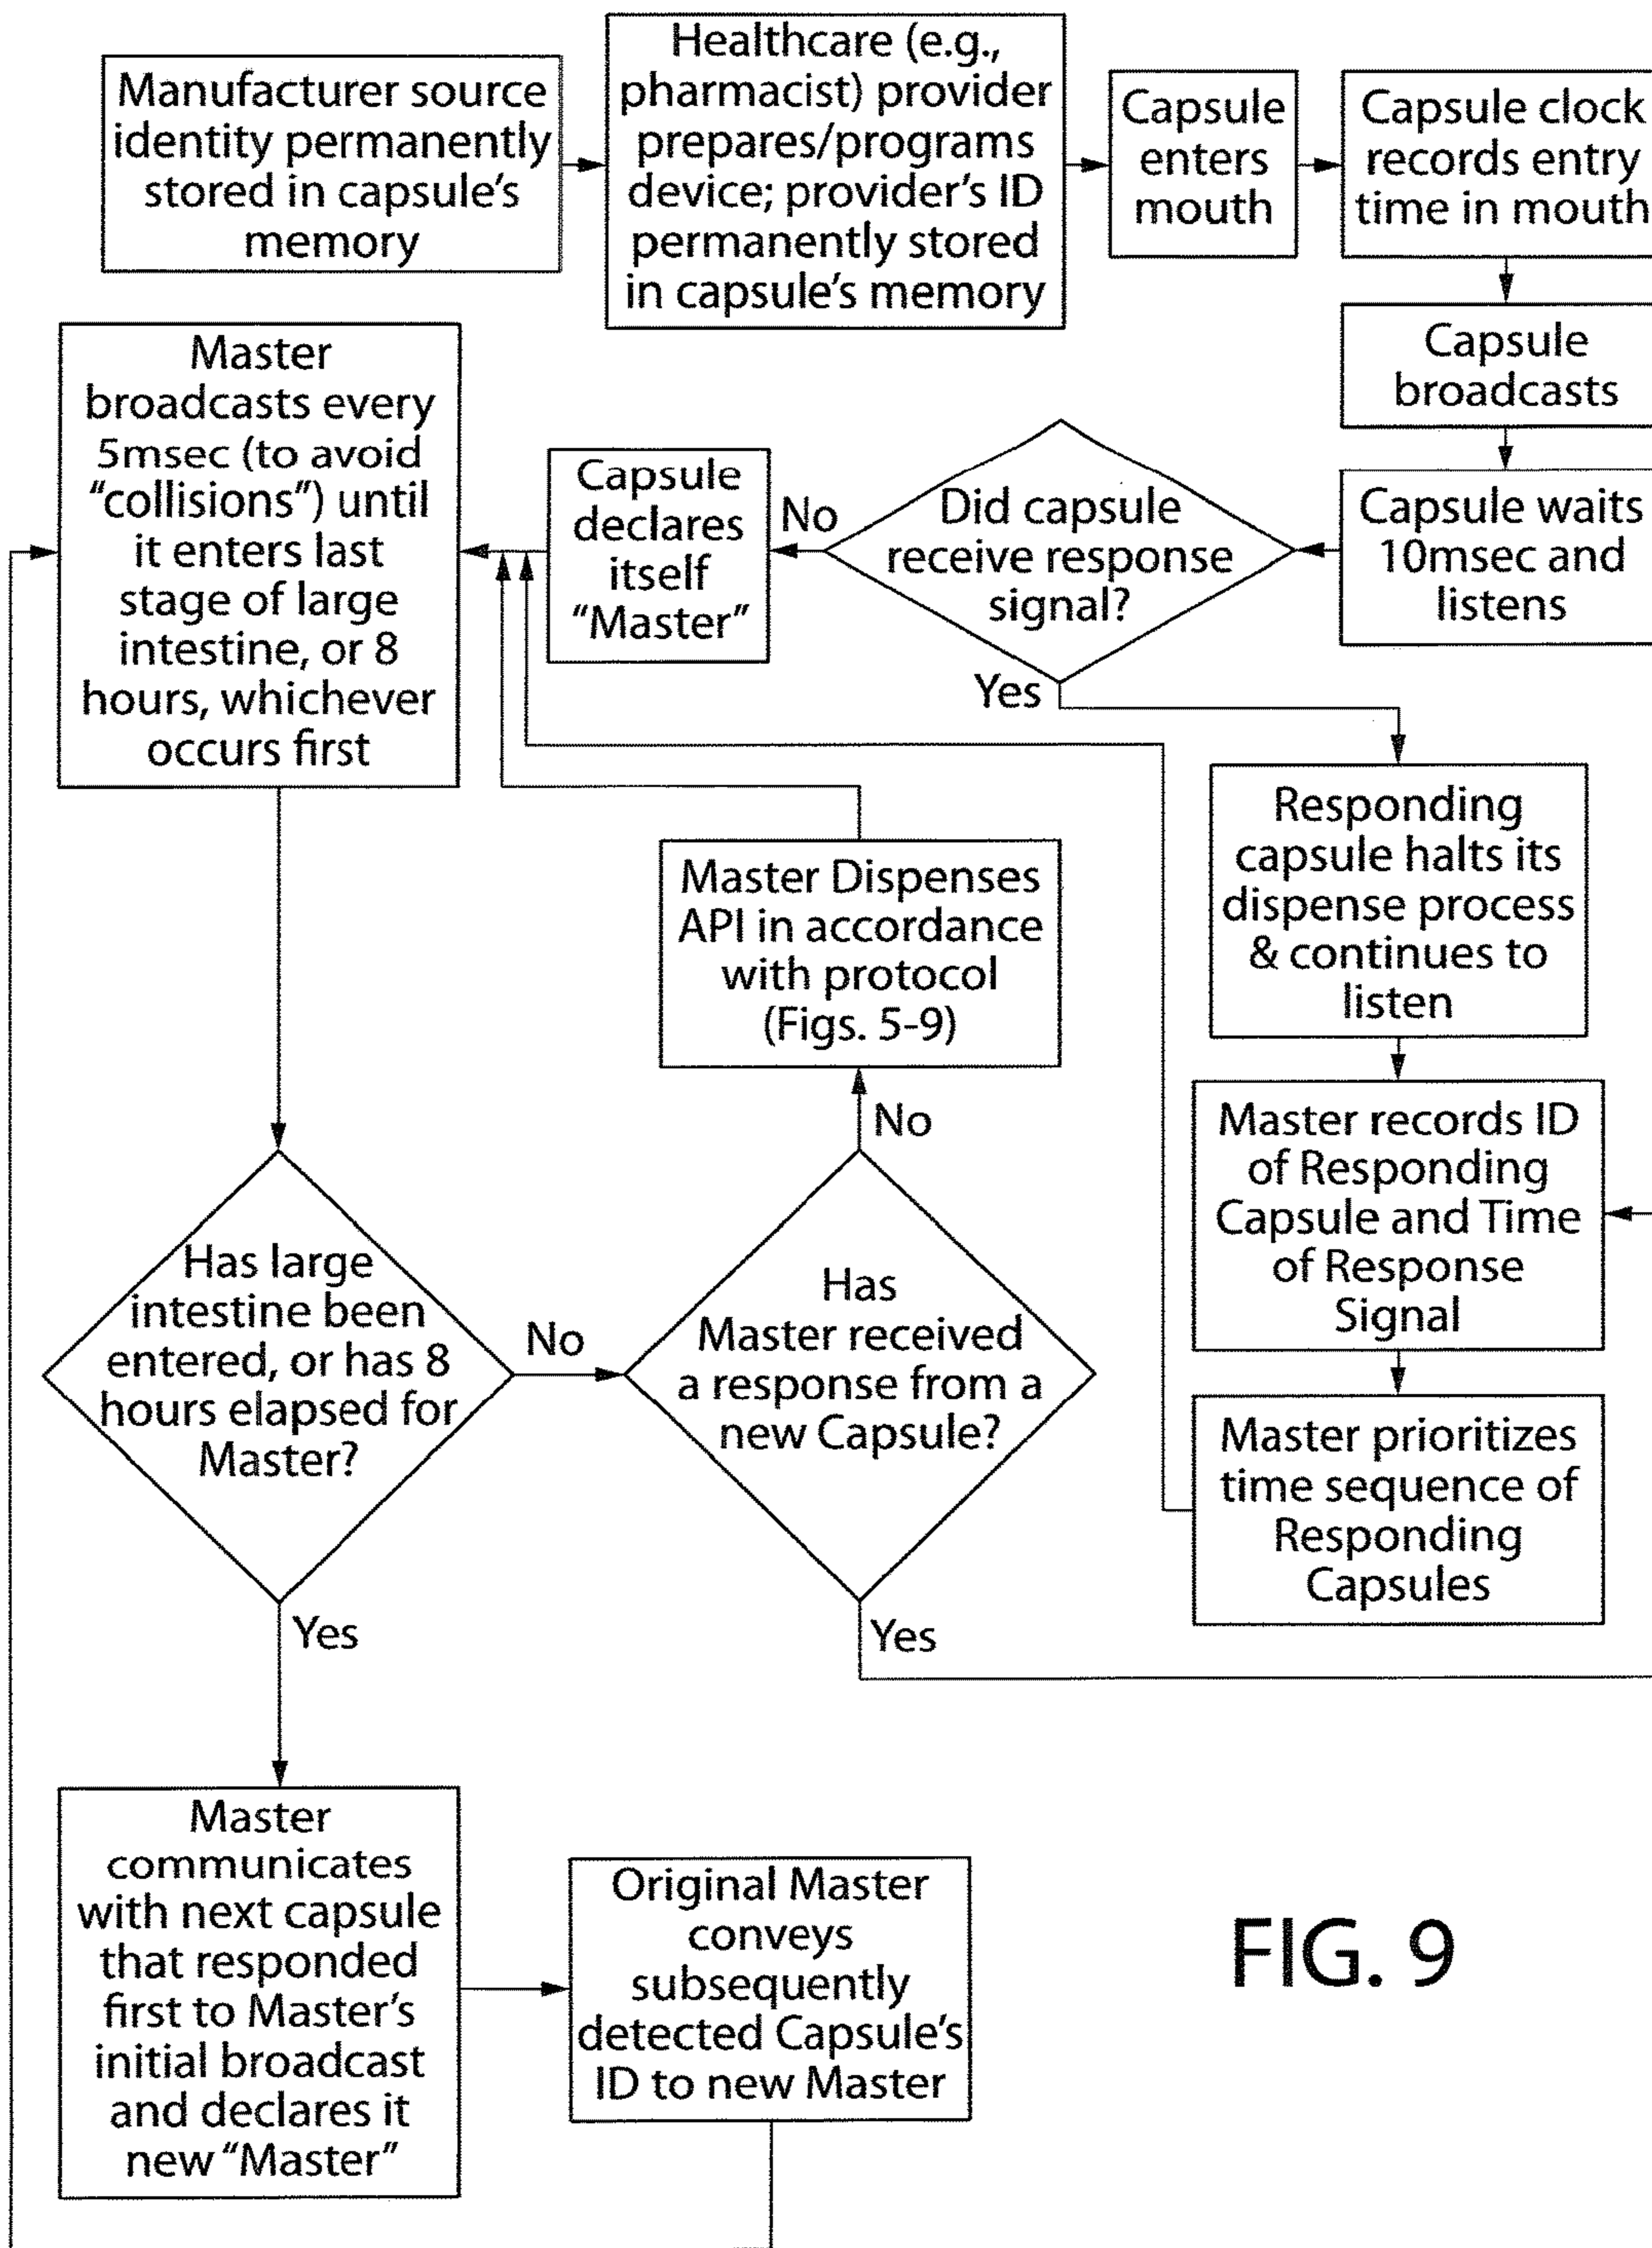 Manufacturer source
identity permanently
stored in capsule's
memory
Healthcare (e.g.,
pharmacist) provider
prepares/programs
device; provider's ID
permanently stored
in capsule's memory
Capsule
enters
mouth
Capsule clock
records entry
time in mouth
Capsule
broadcasts
Capsule waits
10msec and
listens
Did capsule
receive response
signal?
No
Yes
Capsule
declares
itself
"Master"
Master
broadcasts every
5msec (to avoid
"collisions") until
it enters last
stage of large
intestine, or 8
hours, whichever
occurs first
Responding
capsule halts its
dispense process
& continues to
listen
Master records ID
of Responding
Capsule and Time
of Response
Signal
Master prioritizes
time sequence of
Responding
Capsules
Master Dispenses
API in accordance
with protocol
(Figs. 5-9)
No
Has
Master received
a response from a
new Capsule?
Yes
Has large
intestine been
entered, or has 8
hours elapsed for
Master?
No
Yes
Master
communicates
with next capsule
that responded
first to Master's
initial broadcast
and declares it
new "Master"
Original Master
conveys
subsequently
detected Capsule's
ID to new Master
FIG. 9